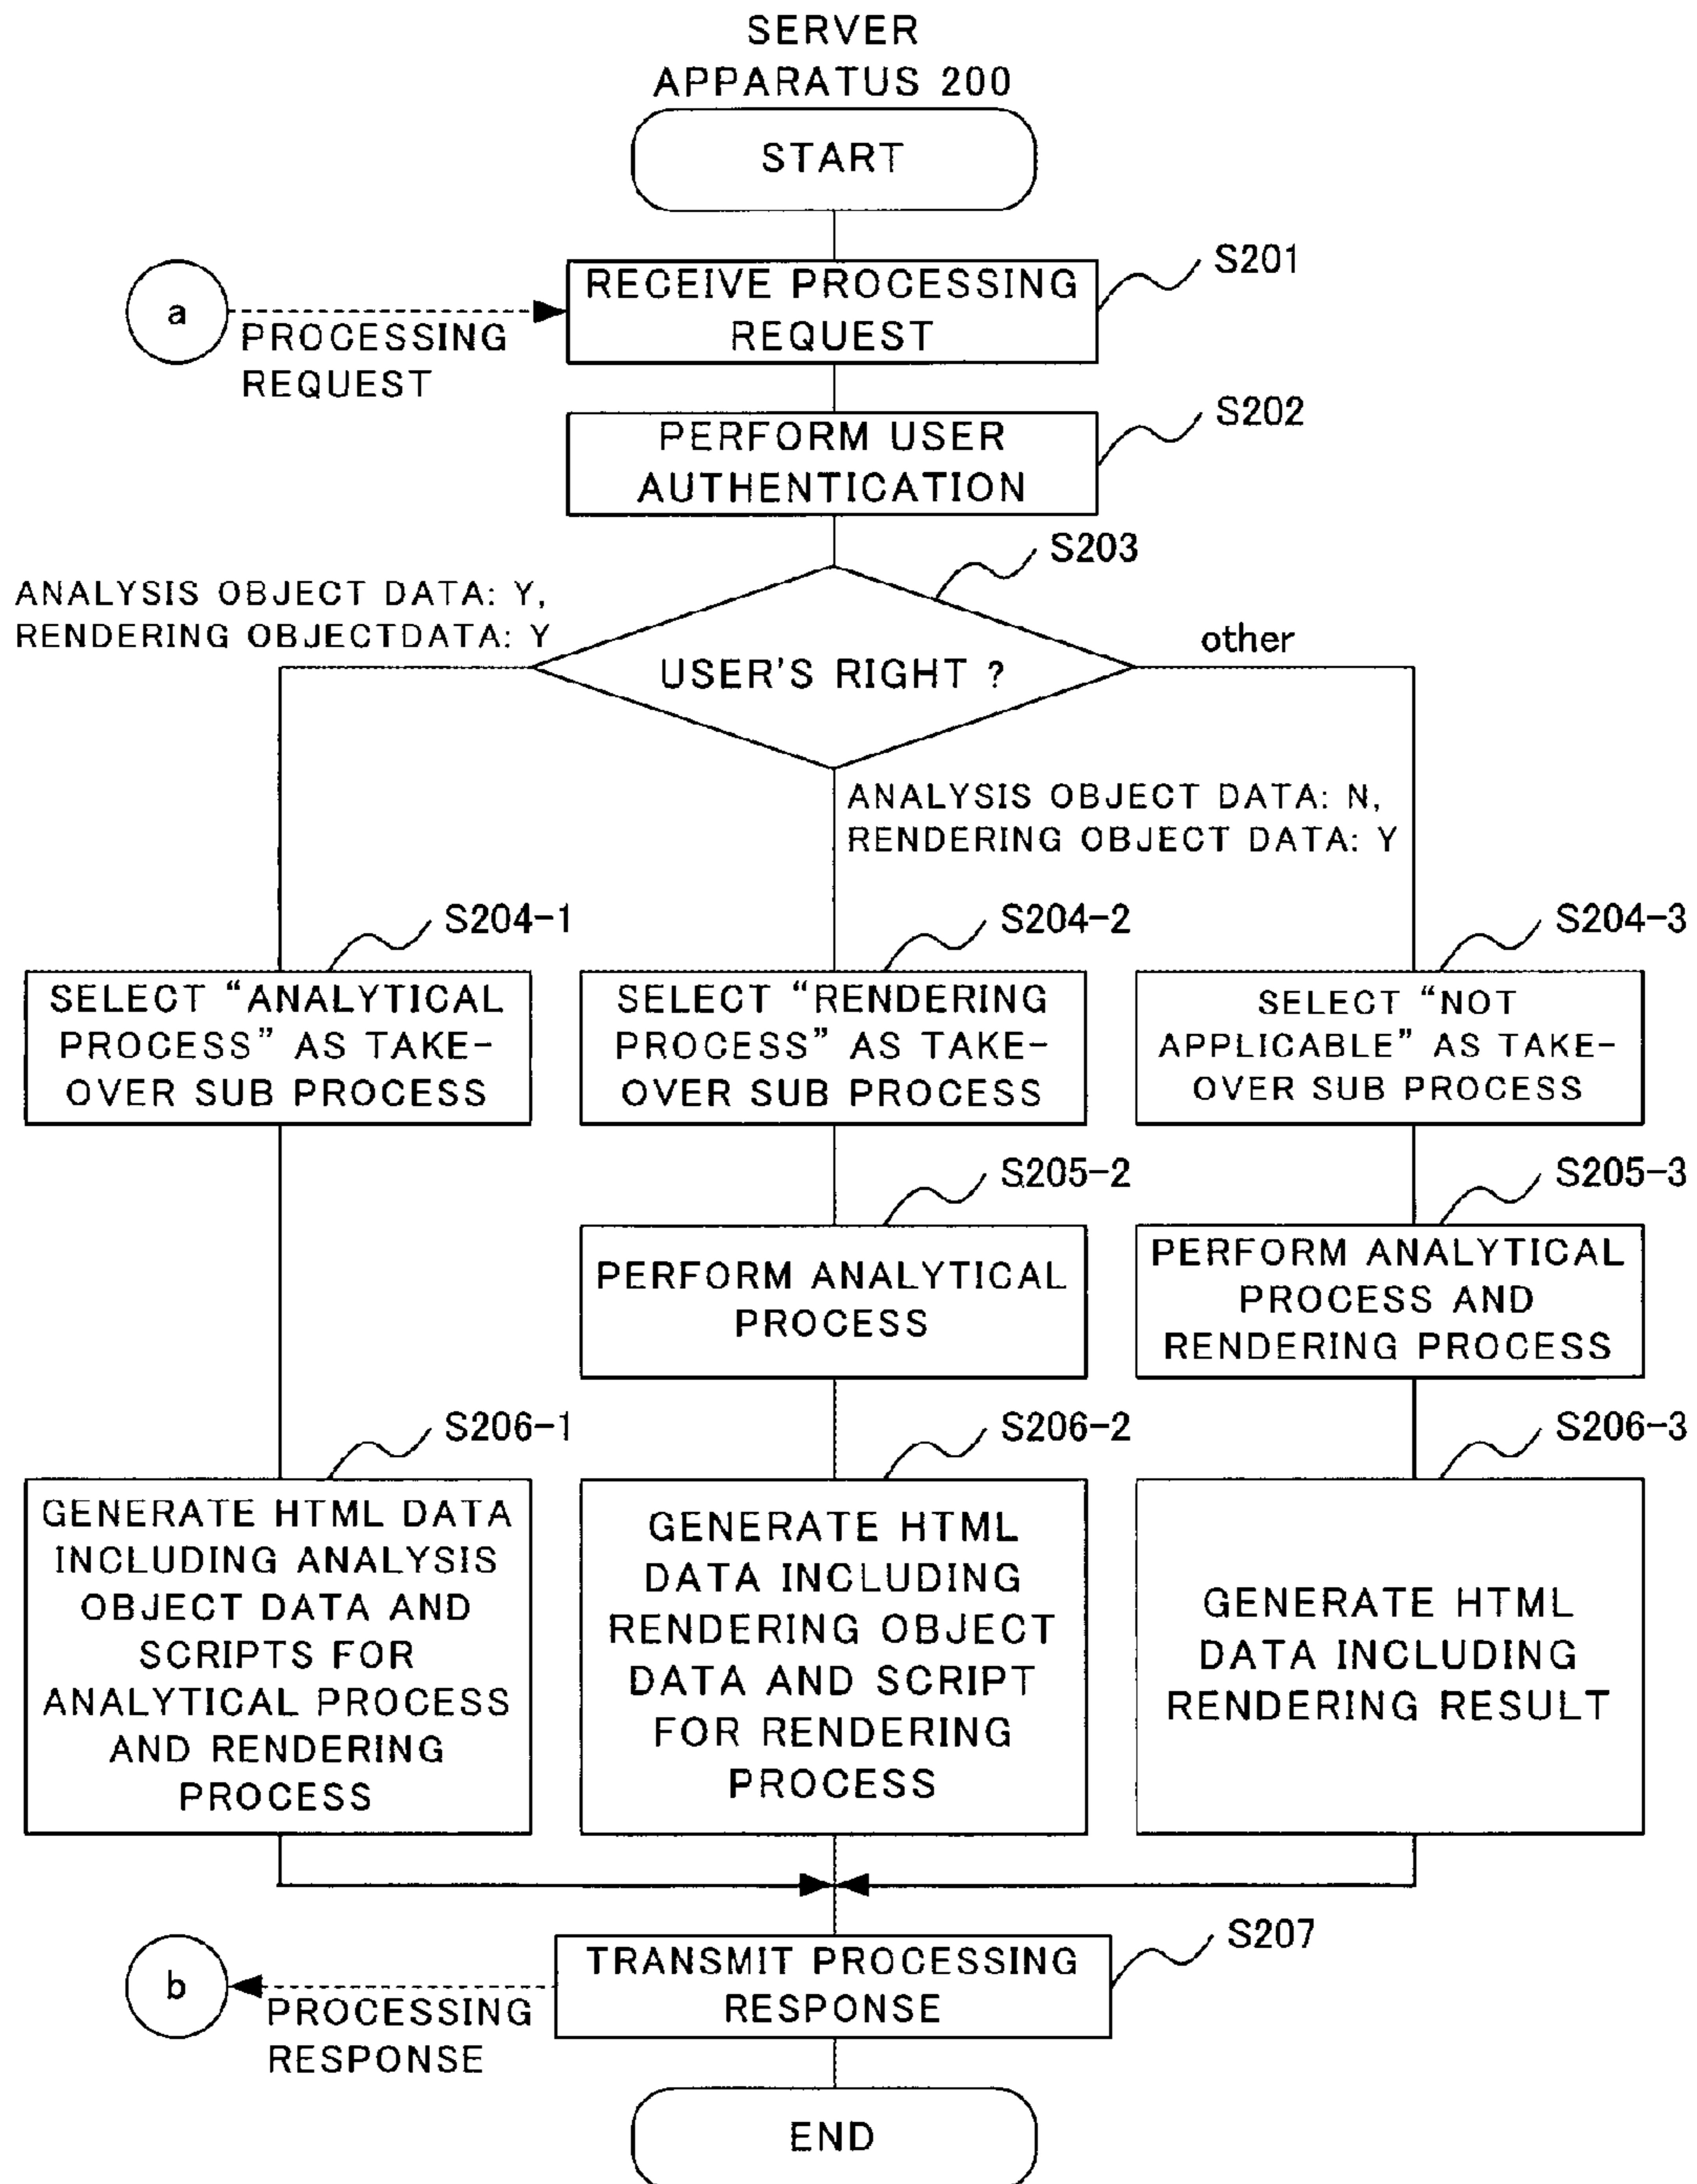 SERVER
APPARATUS 200
START
S201
RECEIVE PROCESSING
REQUEST
a
PROCESSING
REQUEST
S202
PERFORM USER
AUTHENTICATION
S203
ANALYSIS OBJECT DATA: Y,
RENDERING OBJECTDATA: Y
USER'S RIGHT ?
other
ANALYSIS OBJECT DATA: N,
RENDERING OBJECT DATA: Y
S204-1
SELECT “ANALYTICAL
PROCESS” AS TAKE-
OVER SUB PROCESS
S204-2
SELECT “RENDERING
PROCESS” AS TAKE-
OVER SUB PROCESS
S204-3
SELECT “NOT
APPLICABLE” AS TAKE-
OVER SUB PROCESS
S205-2
PERFORM ANALYTICAL
PROCESS
S205-3
PERFORM ANALYTICAL
PROCESS AND
RENDERING PROCESS
S206-1
GENERATE HTML DATA
INCLUDING ANALYSIS
OBJECT DATA AND
SCRIPTS FOR
ANALYTICAL PROCESS
AND RENDERING
PROCESS
S206-2
GENERATE HTML
DATA INCLUDING
RENDERING OBJECT
DATA AND SCRIPT
FOR RENDERING
PROCESS
S206-3
GENERATE HTML
DATA INCLUDING
RENDERING RESULT
S207
TRANSMIT PROCESSING
RESPONSE
b
PROCESSING
RESPONSE
END